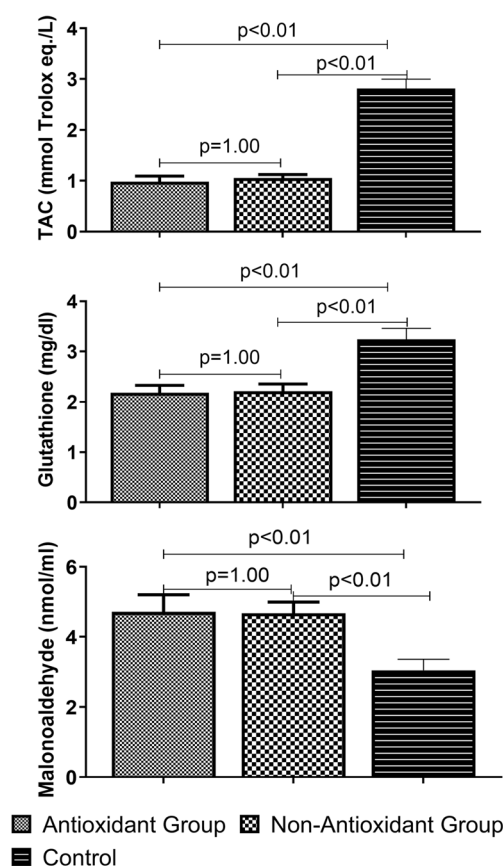 TAC (mmol Trolox eq./L)
4
3
2
1
0
p<0.01
p<0.01
p=1.00
Glutathione (mg/dl)
4
3
2
1
0
p<0.01
p<0.01
p=1.00
Malonoaldehyde (nmol/ml)
6
4
2
0
p<0.01
p=1.00
p<0.01
Antioxidant Group Non-Antioxidant Group
Control